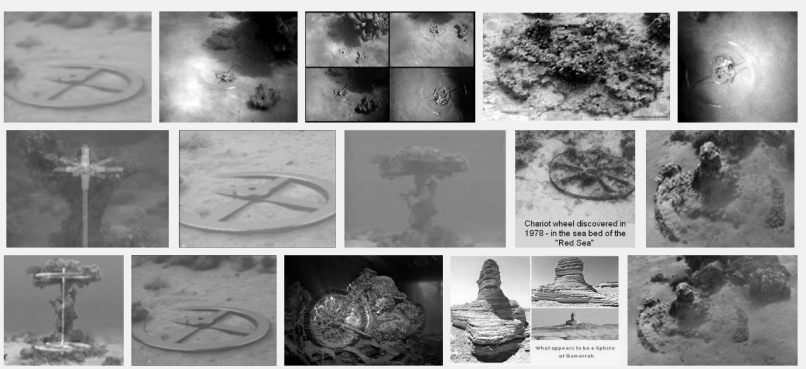 Chariot wheel discovered in
1978 - in the sea bed of the
"Red Sea"
What appears to be a Sphinx
at Gomorrah